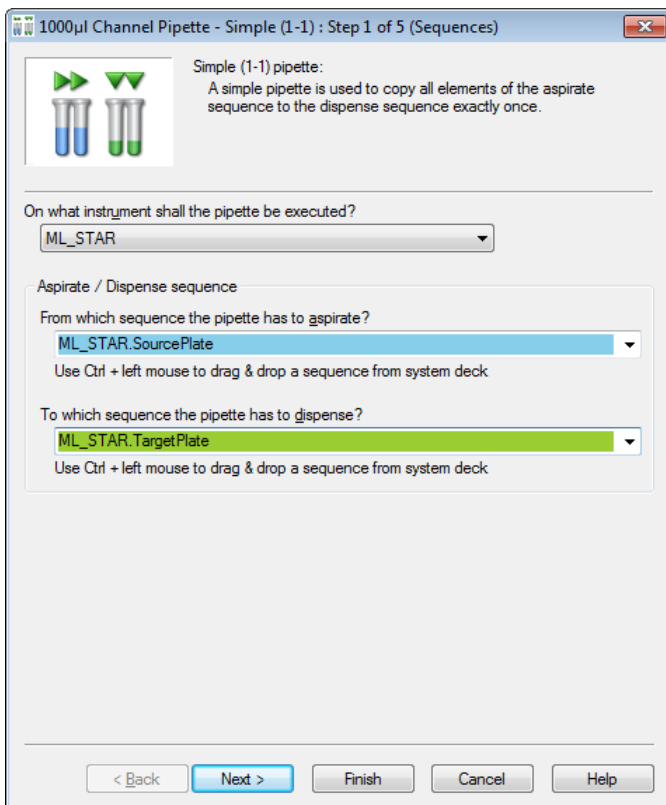 1000µl Channel Pipette - Simple (1-1) : Step 1 of 5 (Sequences)
Simple (1-1) pipette:
A simple pipette is used to copy all elements of the aspirate
sequence to the dispense sequence exactly once.
On what instrument shall the pipette be executed?
ML_STAR
Aspirate / Dispense sequence
From which sequence the pipette has to aspirate?
ML_STAR.SourcePlate
Use Ctrl + left mouse to drag & drop a sequence from system deck
To which sequence the pipette has to dispense?
ML_STAR.TargetPlate
Use Ctrl + left mouse to drag & drop a sequence from system deck
< Back Next > Finish Cancel Help